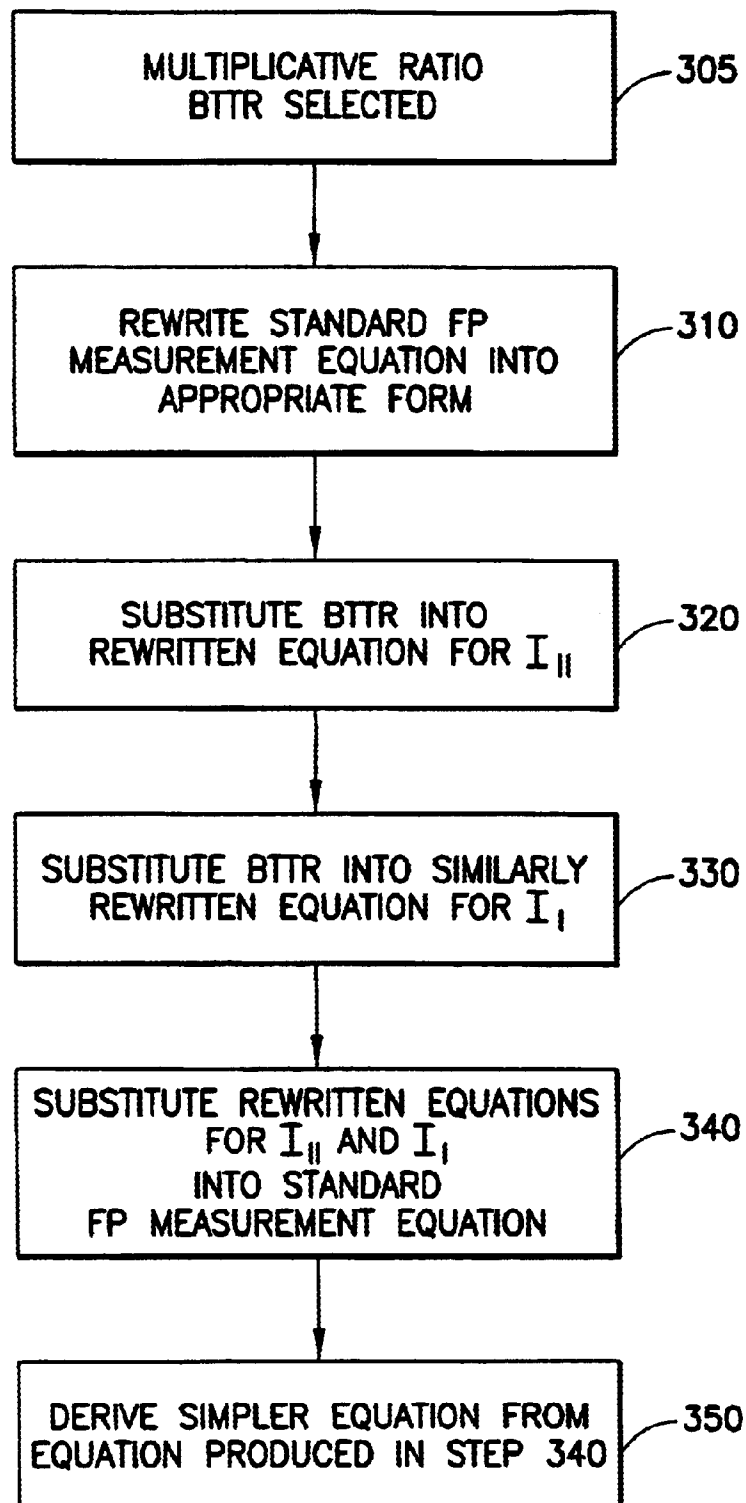 MULTIPLICATIVE RATIO
BTTR SELECTED
305
REWRITE STANDARD FP
MEASUREMENT EQUATION INTO
APPROPRIATE FORM
310
SUBSTITUTE BTTR INTO
REWRITTEN EQUATION FOR I||
320
SUBSTITUTE BTTR INTO SIMILARLY
REWRITTEN EQUATION FOR I|
330
SUBSTITUTE REWRITTEN EQUATIONS
FOR I|| AND I|
INTO STANDARD
FP MEASUREMENT EQUATION
340
DERIVE SIMPLER EQUATION FROM
EQUATION PRODUCED IN STEP 340
350